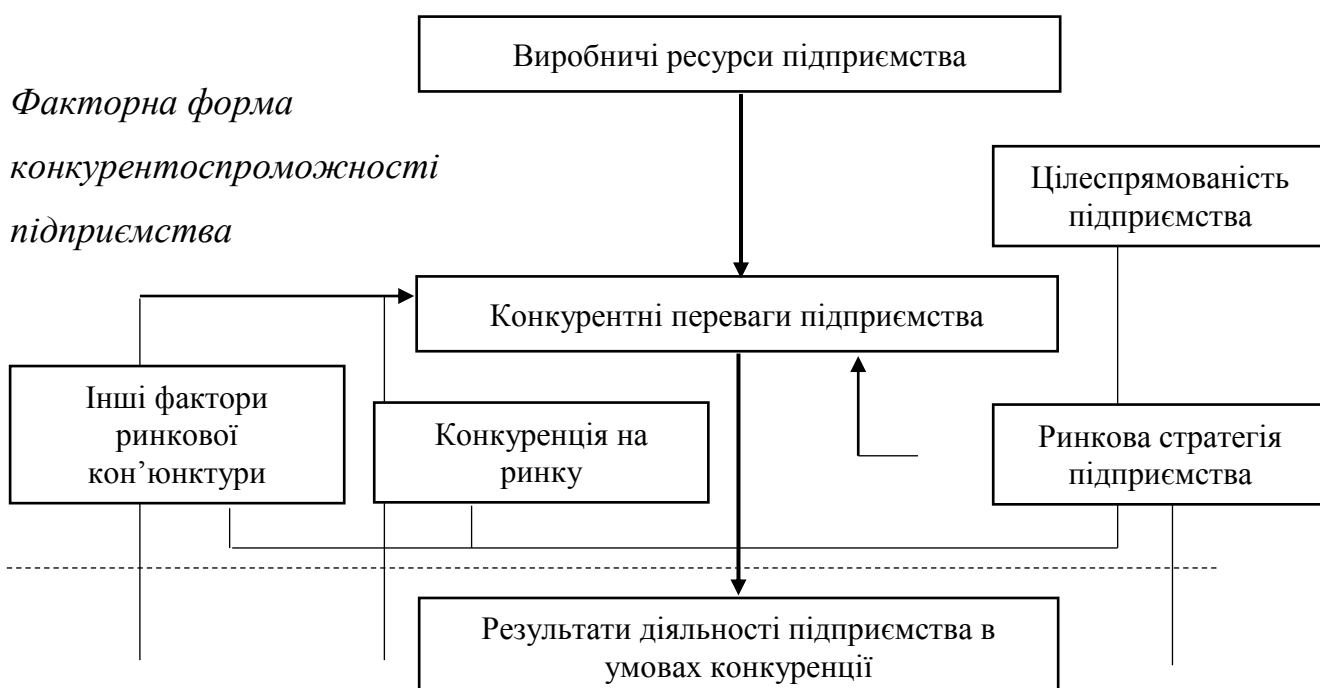 Виробничі ресурси підприємства
Факторна форма
конкурентоспроможності
підприємства
Цілеспрямованість
підприємства
Конкурентні переваги підприємства
Інші фактори
ринкової
кон’юнктури
Конкуренція на
ринку
Ринкова стратегія
підприємства
Результати діяльності підприємства в
умовах конкуренції